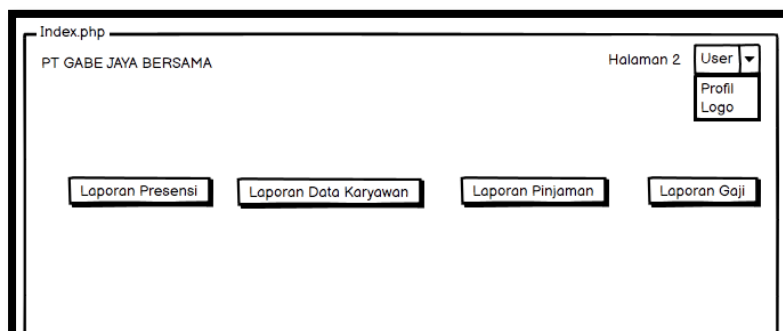 Index.php
PT GABE JAYA BERSAMA
Halaman 2
User
Profil
Logo
Laporan Presensi
Laporan Data Karyawan
Laporan Pinjaman
Laporan Gaji